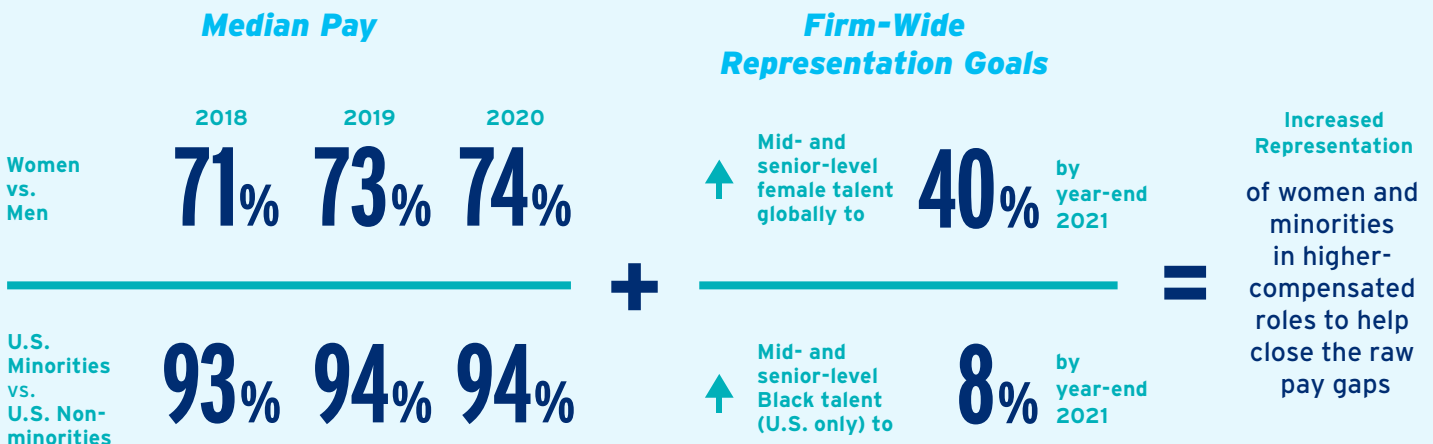 Median Pay
2018 2019 2020
Women
vs.
Men
71% 73% 74%
U.S.
Minorities
vs.
U.S. Non-
minorities
93% 94% 94%
+
Firm-Wide
Representation Goals
Mid- and
senior-level
female talent
globally to
40%
by
year-end
2021
Mid- and
senior-level
Black talent
(U.S. only) to
8%
by
year-end
2021
=
Increased
Representation
of women and
minorities
in higher-
compensated
roles to help
close the raw
pay gaps